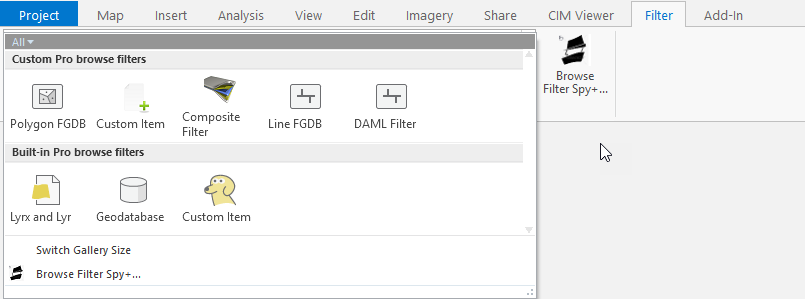 Project Map Insert Analysis View Edit Imagery Share CIM Viewer Filter Add-In
All
Custom Pro browse filters
Polygon FGDB Custom Item Composite Filter Line FGDB DAML Filter
Built-in Pro browse filters
Lyrx and Lyr Geodatabase Custom Item
Switch Gallery Size
Browse Filter Spy+...
Browse
Filter Spy+...